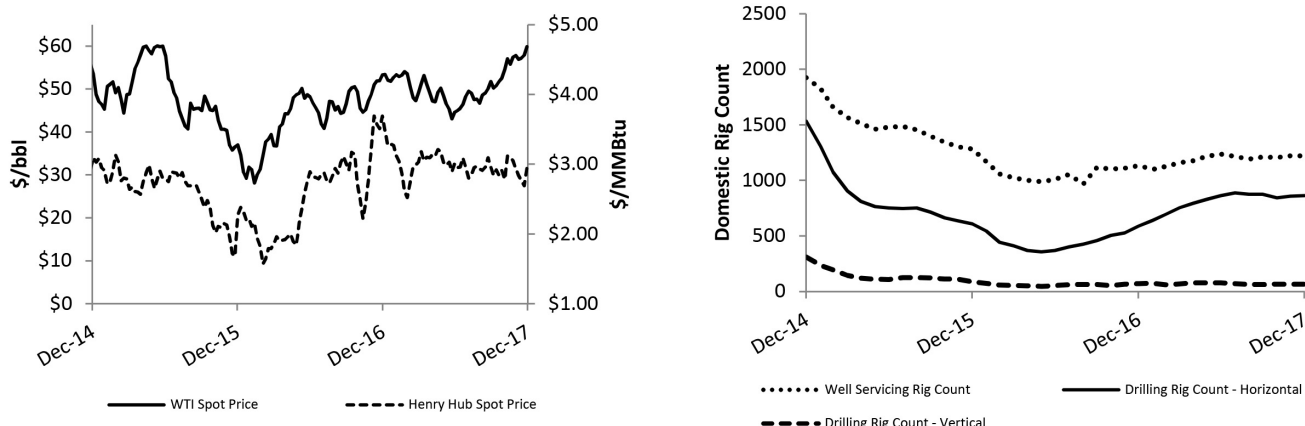 $/bbl
$60
$50
$40
$30
$20
$10
$0
$5.00
$4.00
$3.00
$2.00
$1.00
$/MMBtu
Dec-14
Dec-15
Dec-16
Dec-17
WTI Spot Price
Henry Hub Spot Price
Domestic Rig Count
2500
2000
1500
1000
500
0
Dec-14
Dec-15
Dec-16
Dec-17
Well Servicing Rig Count
Drilling Rig Count - Horizontal
Drilling Rig Count - Vertical